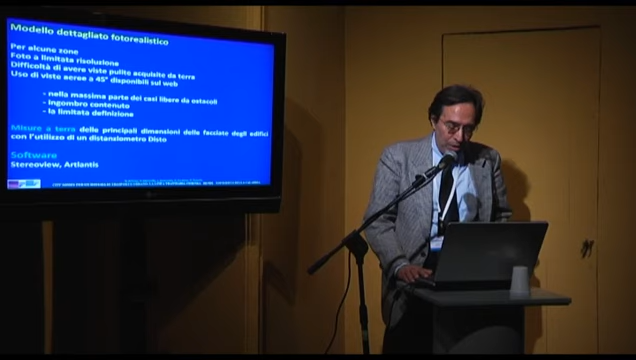 Modello dettagliato fotorealistico
Per alcune zone
Foto a limitata risoluzione
Difficoltà di avere viste pulite acquisite da terra
Uso di viste aeree a 45° disponibili sul web
- nella massima parte dei casi libere da ostacoli
- ingombro contenuto
- la limitata definizione
Misure a terra delle principali dimensioni delle facciate degli edifici
con l'utilizzo di un distanziometro Disto
Software
Stereoview, Artlantis